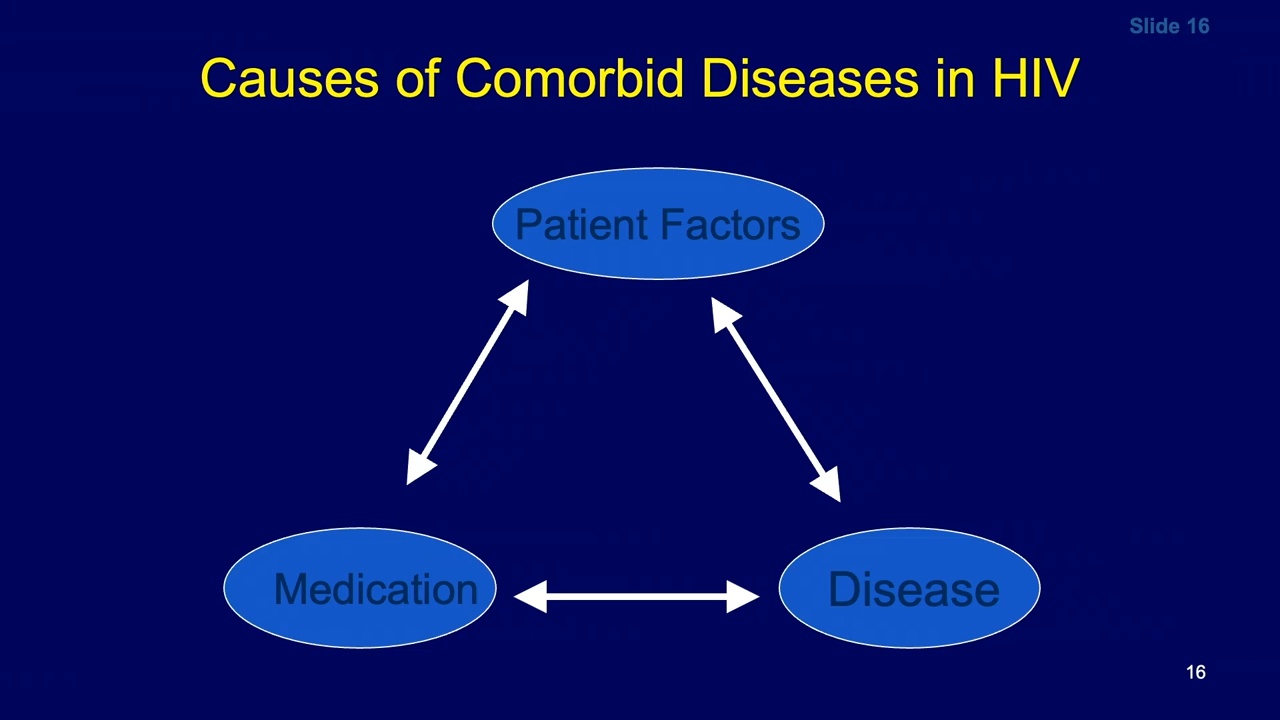 Slide 16
Causes of Comorbid Diseases in HIV
Patient Factors
Medication
Disease
16